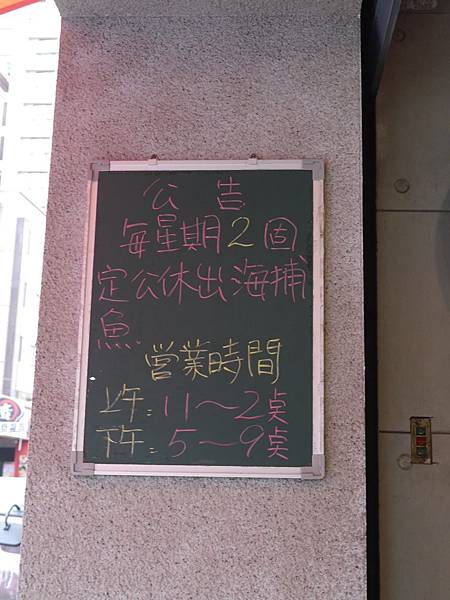 公告
每星期2固
定公休出海捕
魚
營業時間
上午:11～2點
下午:5～9點